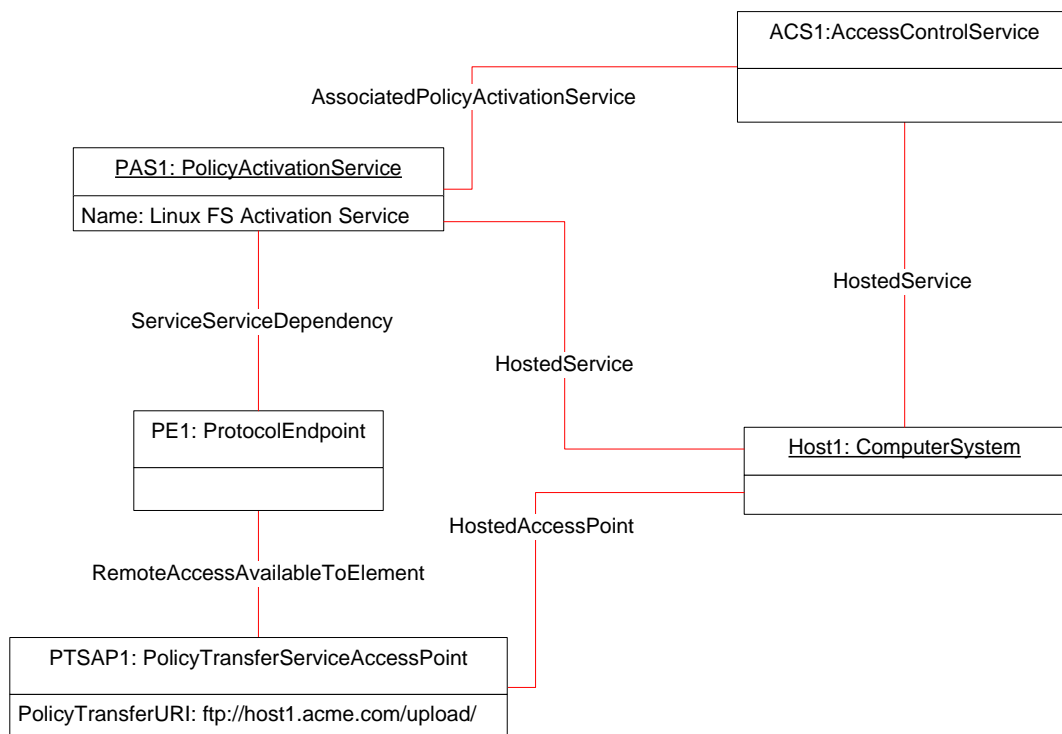 ACS1:AccessControlService
AssociatedPolicyActivationService
PAS1: PolicyActivationService
Name: Linux FS Activation Service
HostedService
ServiceServiceDependency
HostedService
PE1: ProtocolEndpoint
Host1: ComputerSystem
HostedAccessPoint
RemoteAccessAvailableToElement
PTSAP1: PolicyTransferServiceAccessPoint
PolicyTransferURI: ftp://host1.acme.com/upload/